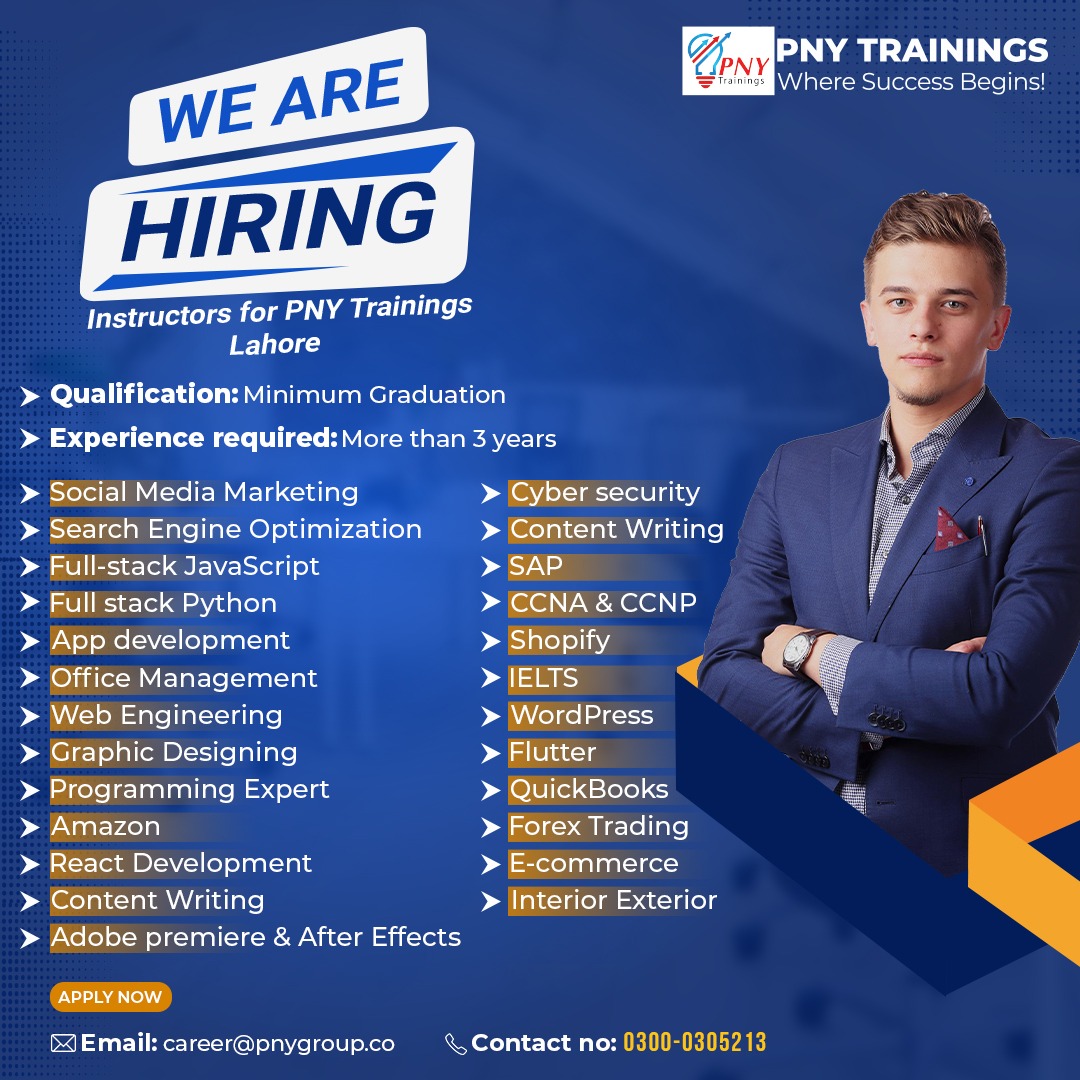 WE ARE
HIRING
Instructors for PNY Trainings
Lahore
PNY
Trainings
PNY TRAININGS
Where Success Begins!
Qualification: Minimum Graduation
Experience required: More than 3 years
Social Media Marketing
Search Engine Optimization
Full-stack JavaScript
Full stack Python
App development
Office Management
Web Engineering
Graphic Designing
Programming Expert
Amazon
React Development
Content Writing
Adobe premiere & After Effects
Cyber security
Content Writing
SAP
CCNA & CCNP
Shopify
IELTS
WordPress
Flutter
QuickBooks
Forex Trading
E-commerce
Interior Exterior
APPLY NOW
Email: career@pnygroup.co
Contact no: 0300-0305213